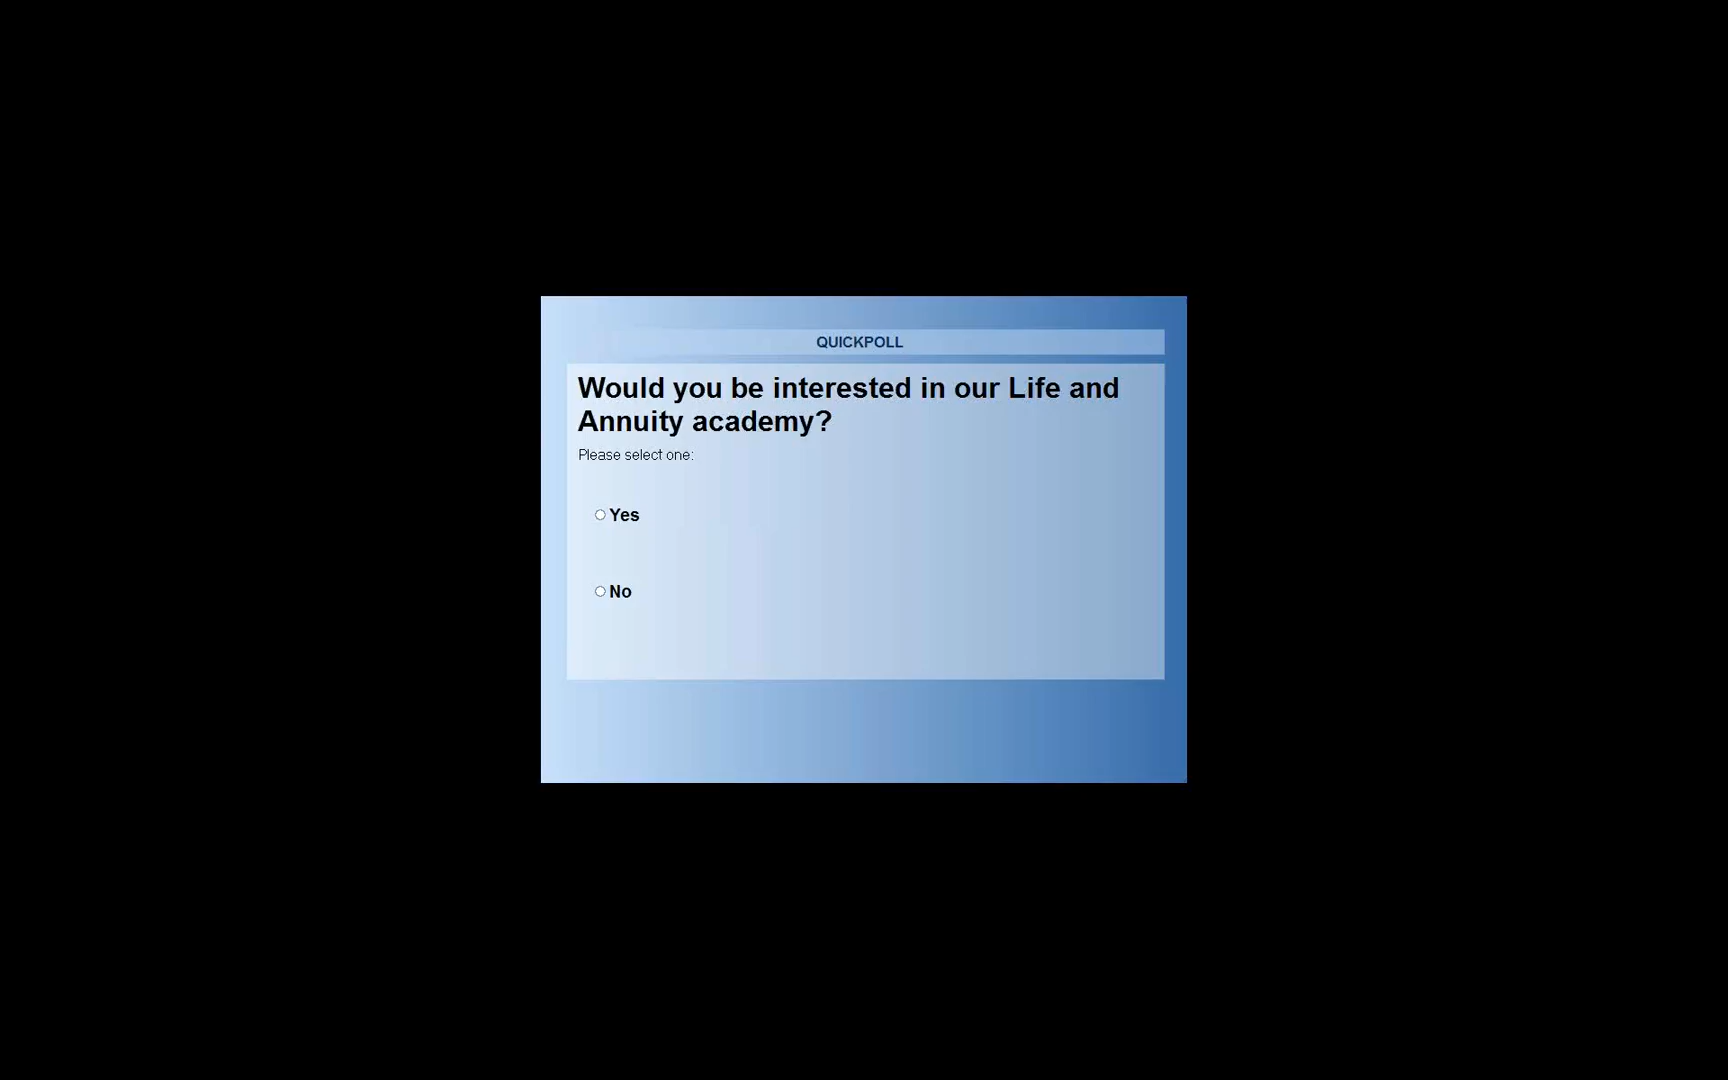 QUICKPOLL
Would you be interested in our Life and
Annuity academy?
Please select one:
Yes
No